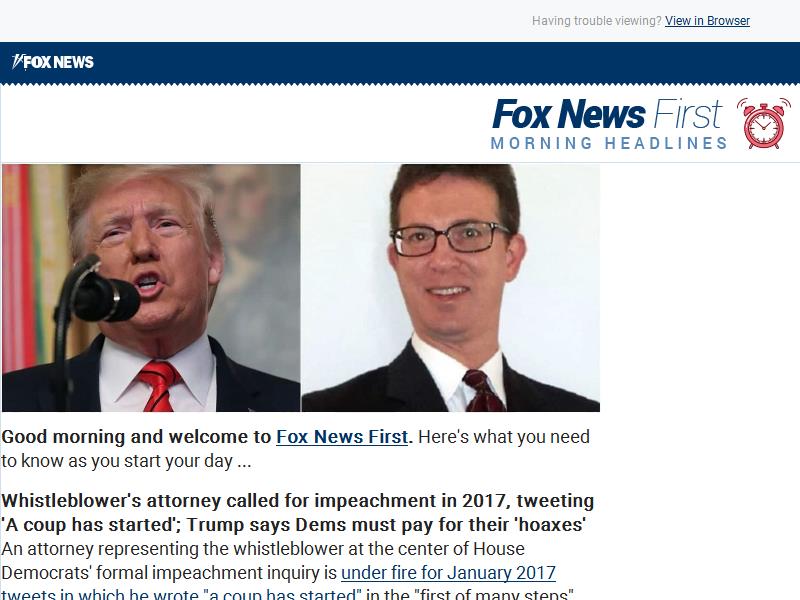 Having trouble viewing? View in Browser
FOX NEWS
Fox News First
MORNING HEADLINES
Good morning and welcome to Fox News First. Here's what you need
to know as you start your day ...
Whistleblower's attorney called for impeachment in 2017, tweeting
'A coup has started'; Trump says Dems must pay for their 'hoaxes'
An attorney representing the whistleblower at the center of House
Democrats' formal impeachment inquiry is under fire for January 2017
tweets in which he wrote "a coup has started" in the "first of many steps"